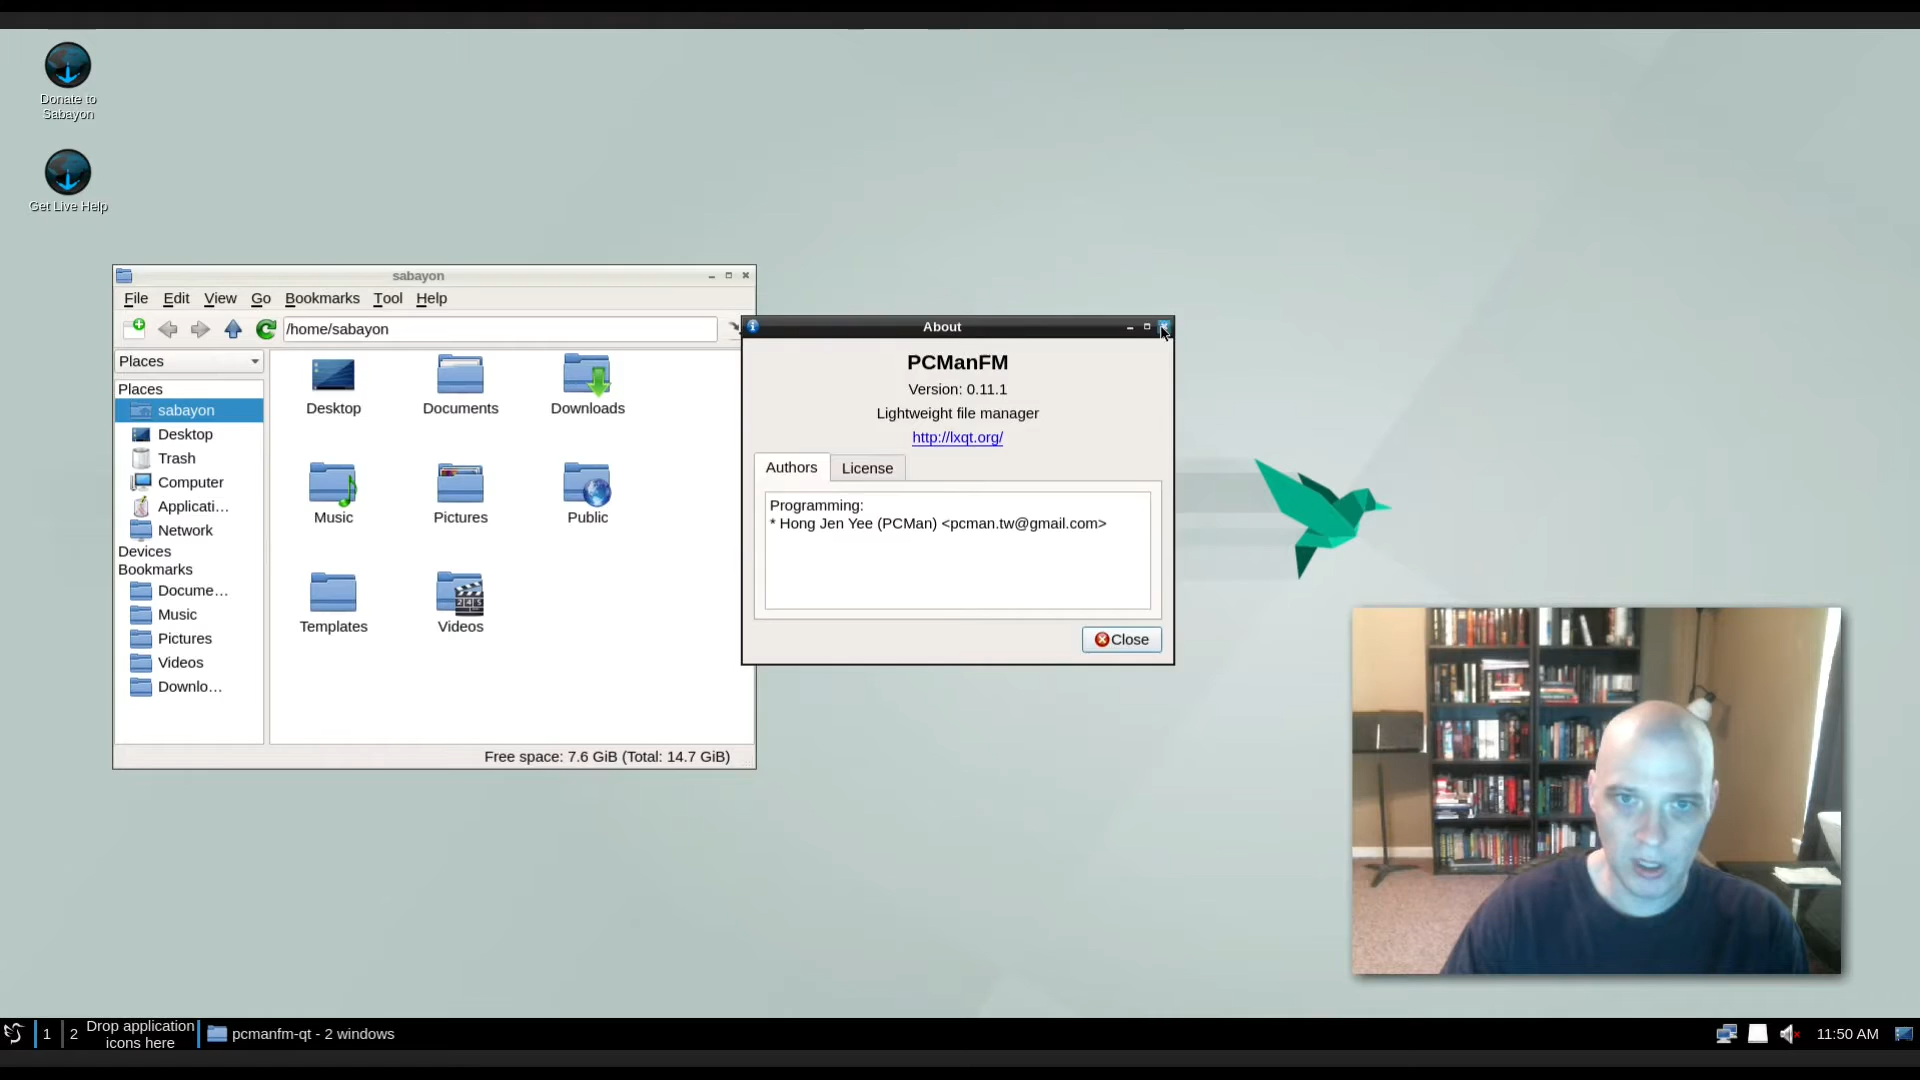 Donate to
Sabayon
Get Live Help
sabayon
File Edit View Go Bookmarks Tool Help
/home/sabayon
Places
Places
sabayon
Desktop
Trash
Computer
Applicati...
Network
Devices
Bookmarks
Docume...
Music
Pictures
Videos
Downlo...
Desktop Documents Downloads
Music Pictures Public
Templates Videos
Free space: 7.6 GiB (Total: 14.7 GiB)
About
PCManFM
Version: 0.11.1
Lightweight file manager
http://lxqt.org/
Authors License
Programming:
* Hong Jen Yee (PCMan) <pcman.tw@gmail.com>
Close
1 2 Drop application
icons here
pcmanfm-qt - 2 windows
11:50 AM